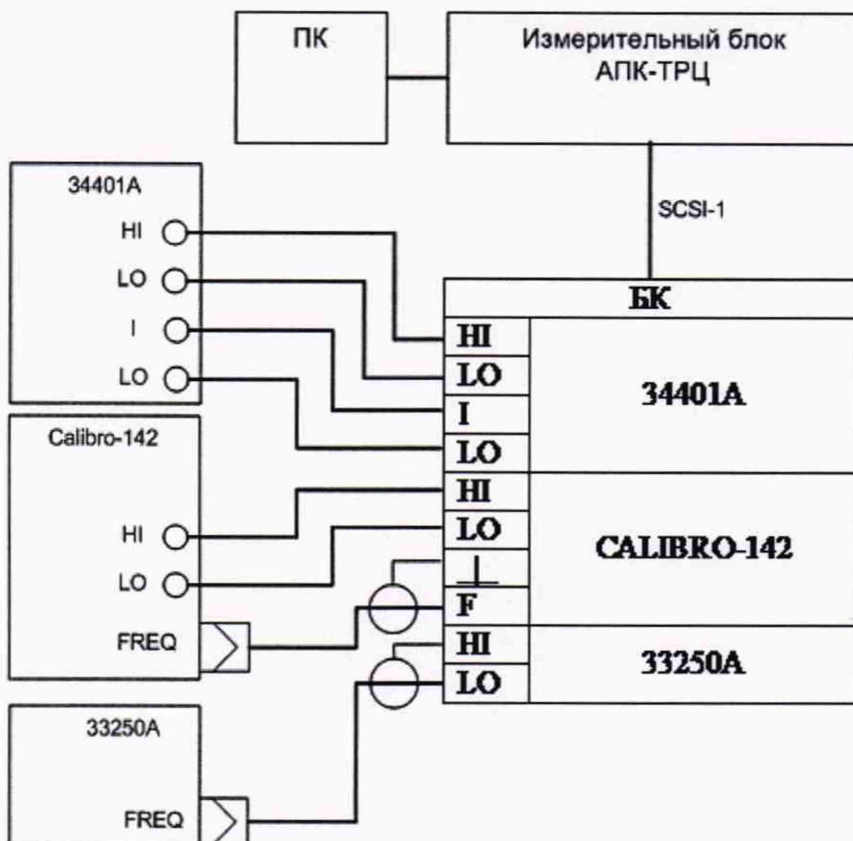 ПК
Измерительный блок
АПК-ТРЦ
SCSI-1
34401A
HI
LO
I
LO
Calibro-142
HI
LO
FREQ
33250A
FREQ
БК
HI
LO
I
LO
34401A
HI
LO
F
CALIBRO-142
HI
LO
33250A